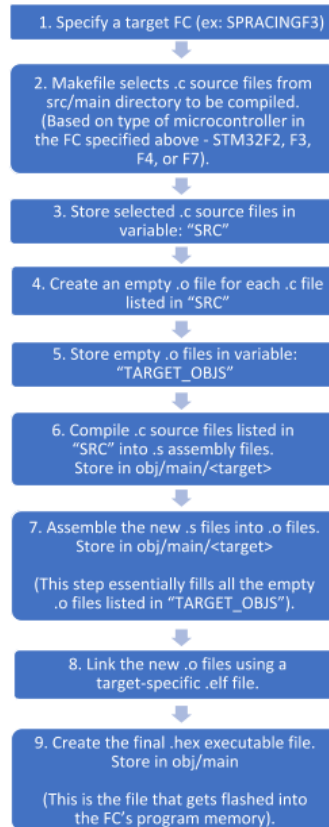 1. Specify a target FC (ex: SPRACINGF3)
2. Makefile selects .c source files from
src/main directory to be compiled.
(Based on type of microcontroller in
the FC specified above - STM32F2, F3,
F4, or F7).
3. Store selected .c source files in
variable: “SRC”
4. Create an empty .o file for each .c file
listed in “SRC”
5. Store empty .o files in variable:
“TARGET_OBJS”
6. Compile .c source files listed in
“SRC” into .s assembly files.
Store in obj/main/<target>
7. Assemble the new .s files into .o files.
Store in obj/main/<target>
(This step essentially fills all the empty
.o files listed in “TARGET_OBJS”).
8. Link the new .o files using a
target-specific .elf file.
9. Create the final .hex executable file.
Store in obj/main
(This is the file that gets flashed into
the FC’s program memory).